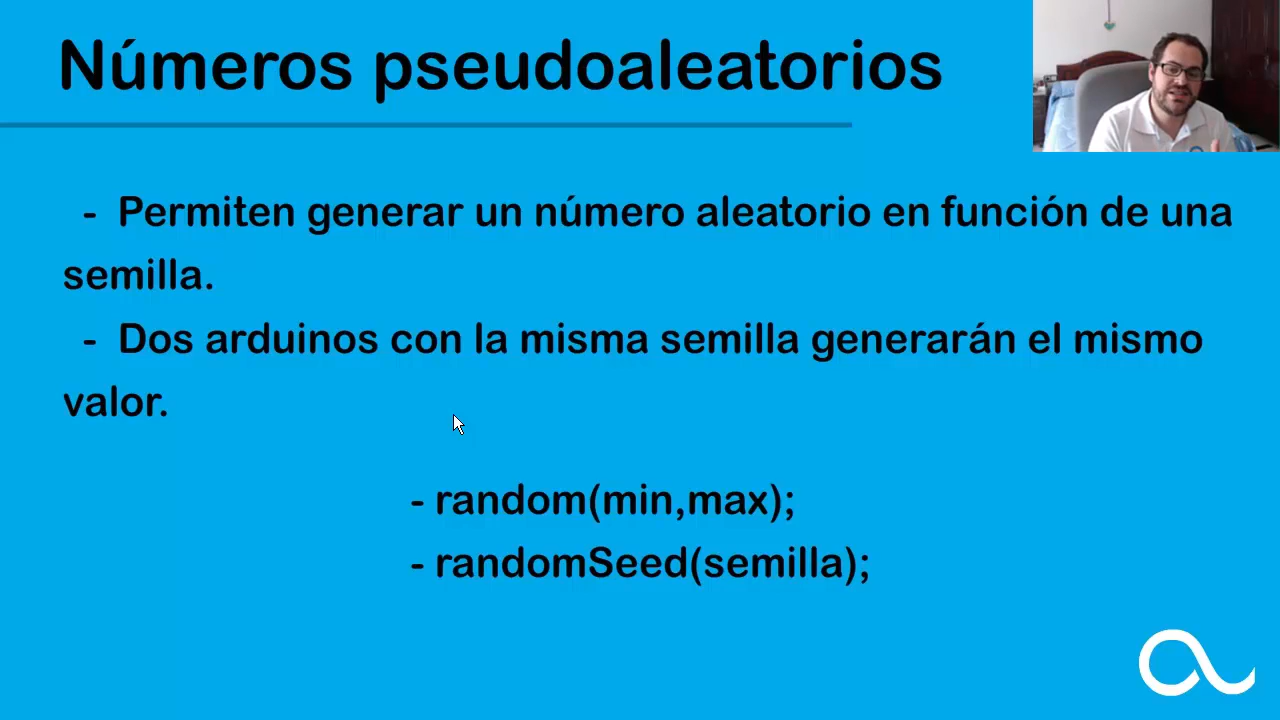 Números pseudoaleatorios
- Permiten generar un número aleatorio en función de una
semilla.
- Dos arduinos con la misma semilla generarán el mismo
valor.
- random(min,max);
- randomSeed(semilla);